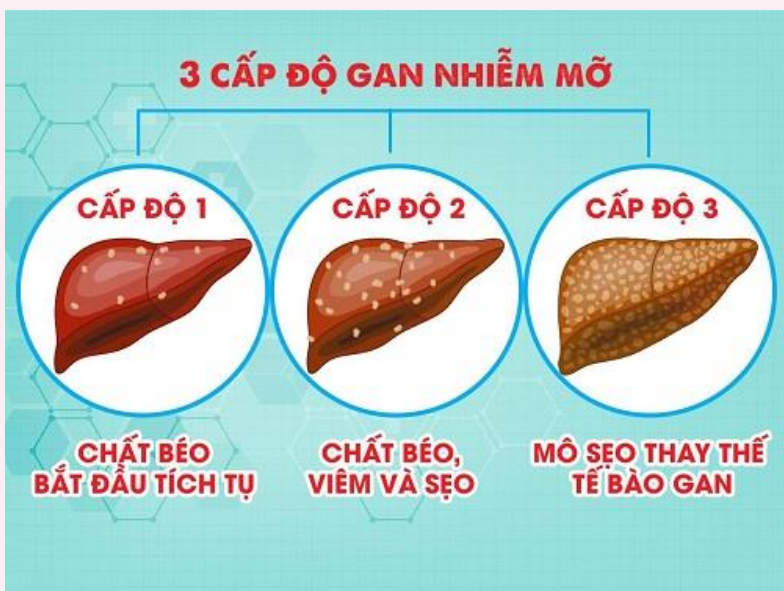 3 CẤP ĐỘ GAN NHIỄM MỠ
CẤP ĐỘ 1
CẤP ĐỘ 2
CẤP ĐỘ 3
CHẤT BÉO
BẮT ĐẦU TÍCH TỤ
CHẤT BÉO,
VIÊM VÀ SẸO
MÔ SẸO THAY THẾ
TẾ BÀO GAN